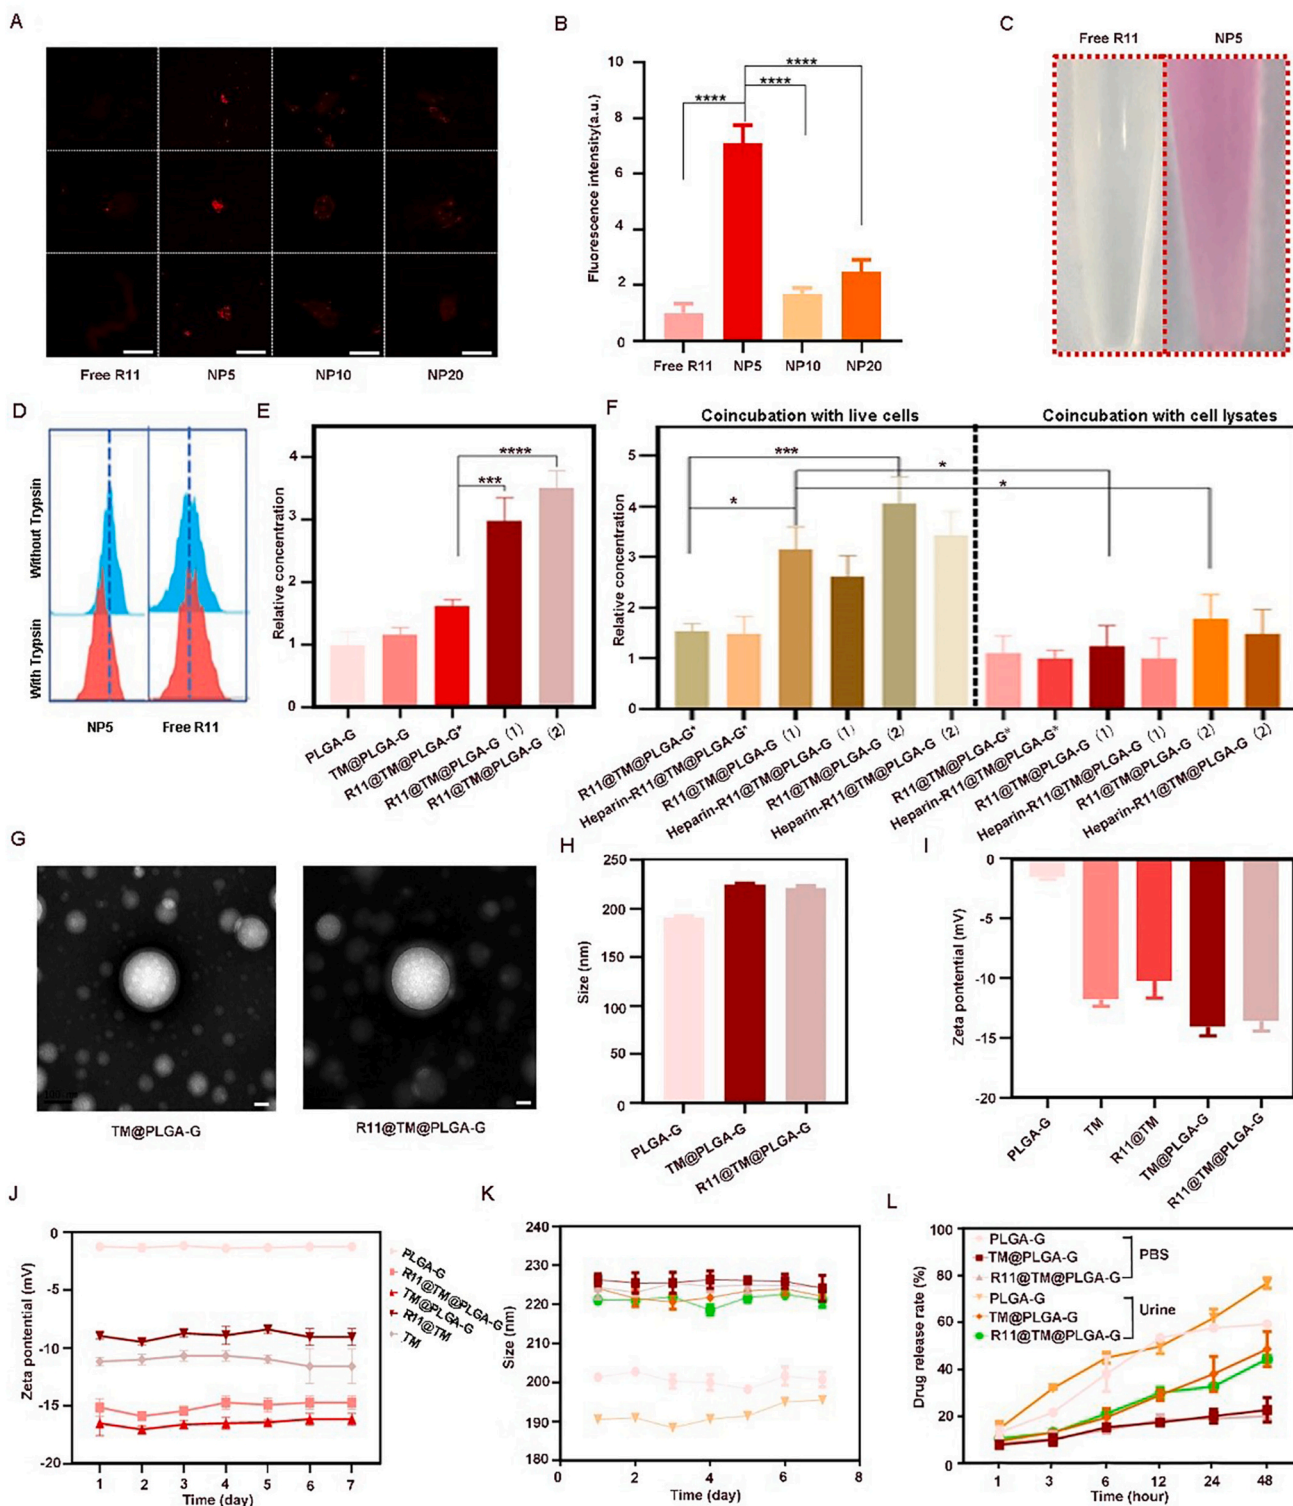 A
Free R11
NP5
NP10
NP20
B
Fluorescence intensity(a.u.)
10
8
6
4
2
0
****
****
****
Free R11
NP5
NP10
NP20
C
Free R11
NP5
D
Without Trypsin
With Trypsin
NP5
Free R11
E
Relative concentration
4
3
2
1
0
****
***
PLGA-G
TM@PLGA-G
R11@TM@PLGA-G*
R11@TM@PLGA-G (1)
R11@TM@PLGA-G (2)
F
Coincubation with live cells
Coincubation with cell lysates
Relative concentration
5
4
3
2
1
0
***
*
*
*
R11@TM@PLGA-G*
Heparin-R11@TM@PLGA-G*
R11@TM@PLGA-G (1)
Heparin-R11@TM@PLGA-G (1)
R11@TM@PLGA-G (2)
Heparin-R11@TM@PLGA-G (2)
R11@TM@PLGA-G*
Heparin-R11@TM@PLGA-G*
R11@TM@PLGA-G (1)
Heparin-R11@TM@PLGA-G (1)
R11@TM@PLGA-G (2)
Heparin-R11@TM@PLGA-G (2)
G
TM@PLGA-G
R11@TM@PLGA-G
H
Size (nm)
250
200
150
100
50
0
PLGA-G
TM@PLGA-G
R11@TM@PLGA-G
I
Zeta pontential (mV)
0
-5
-10
-15
-20
PLGA-G
TM
R11@TM
TM@PLGA-G
R11@TM@PLGA-G
J
Zeta pontential (mV)
0
-5
-10
-15
-20
1 2 3 4 5 6 7
Time (day)
PLGA-G
R11@TM@PLGA-G
TM@PLGA-G
R11@TM
TM
K
Size (nm)
240
230
220
210
200
190
180
0 2 4 6 8
Time (day)
L
Drug release rate (%)
100
80
60
40
20
0
1 3 6 12 24 48
Time (hour)
PLGA-G
TM@PLGA-G
R11@TM@PLGA-G
PBS
PLGA-G
TM@PLGA-G
R11@TM@PLGA-G
Urine